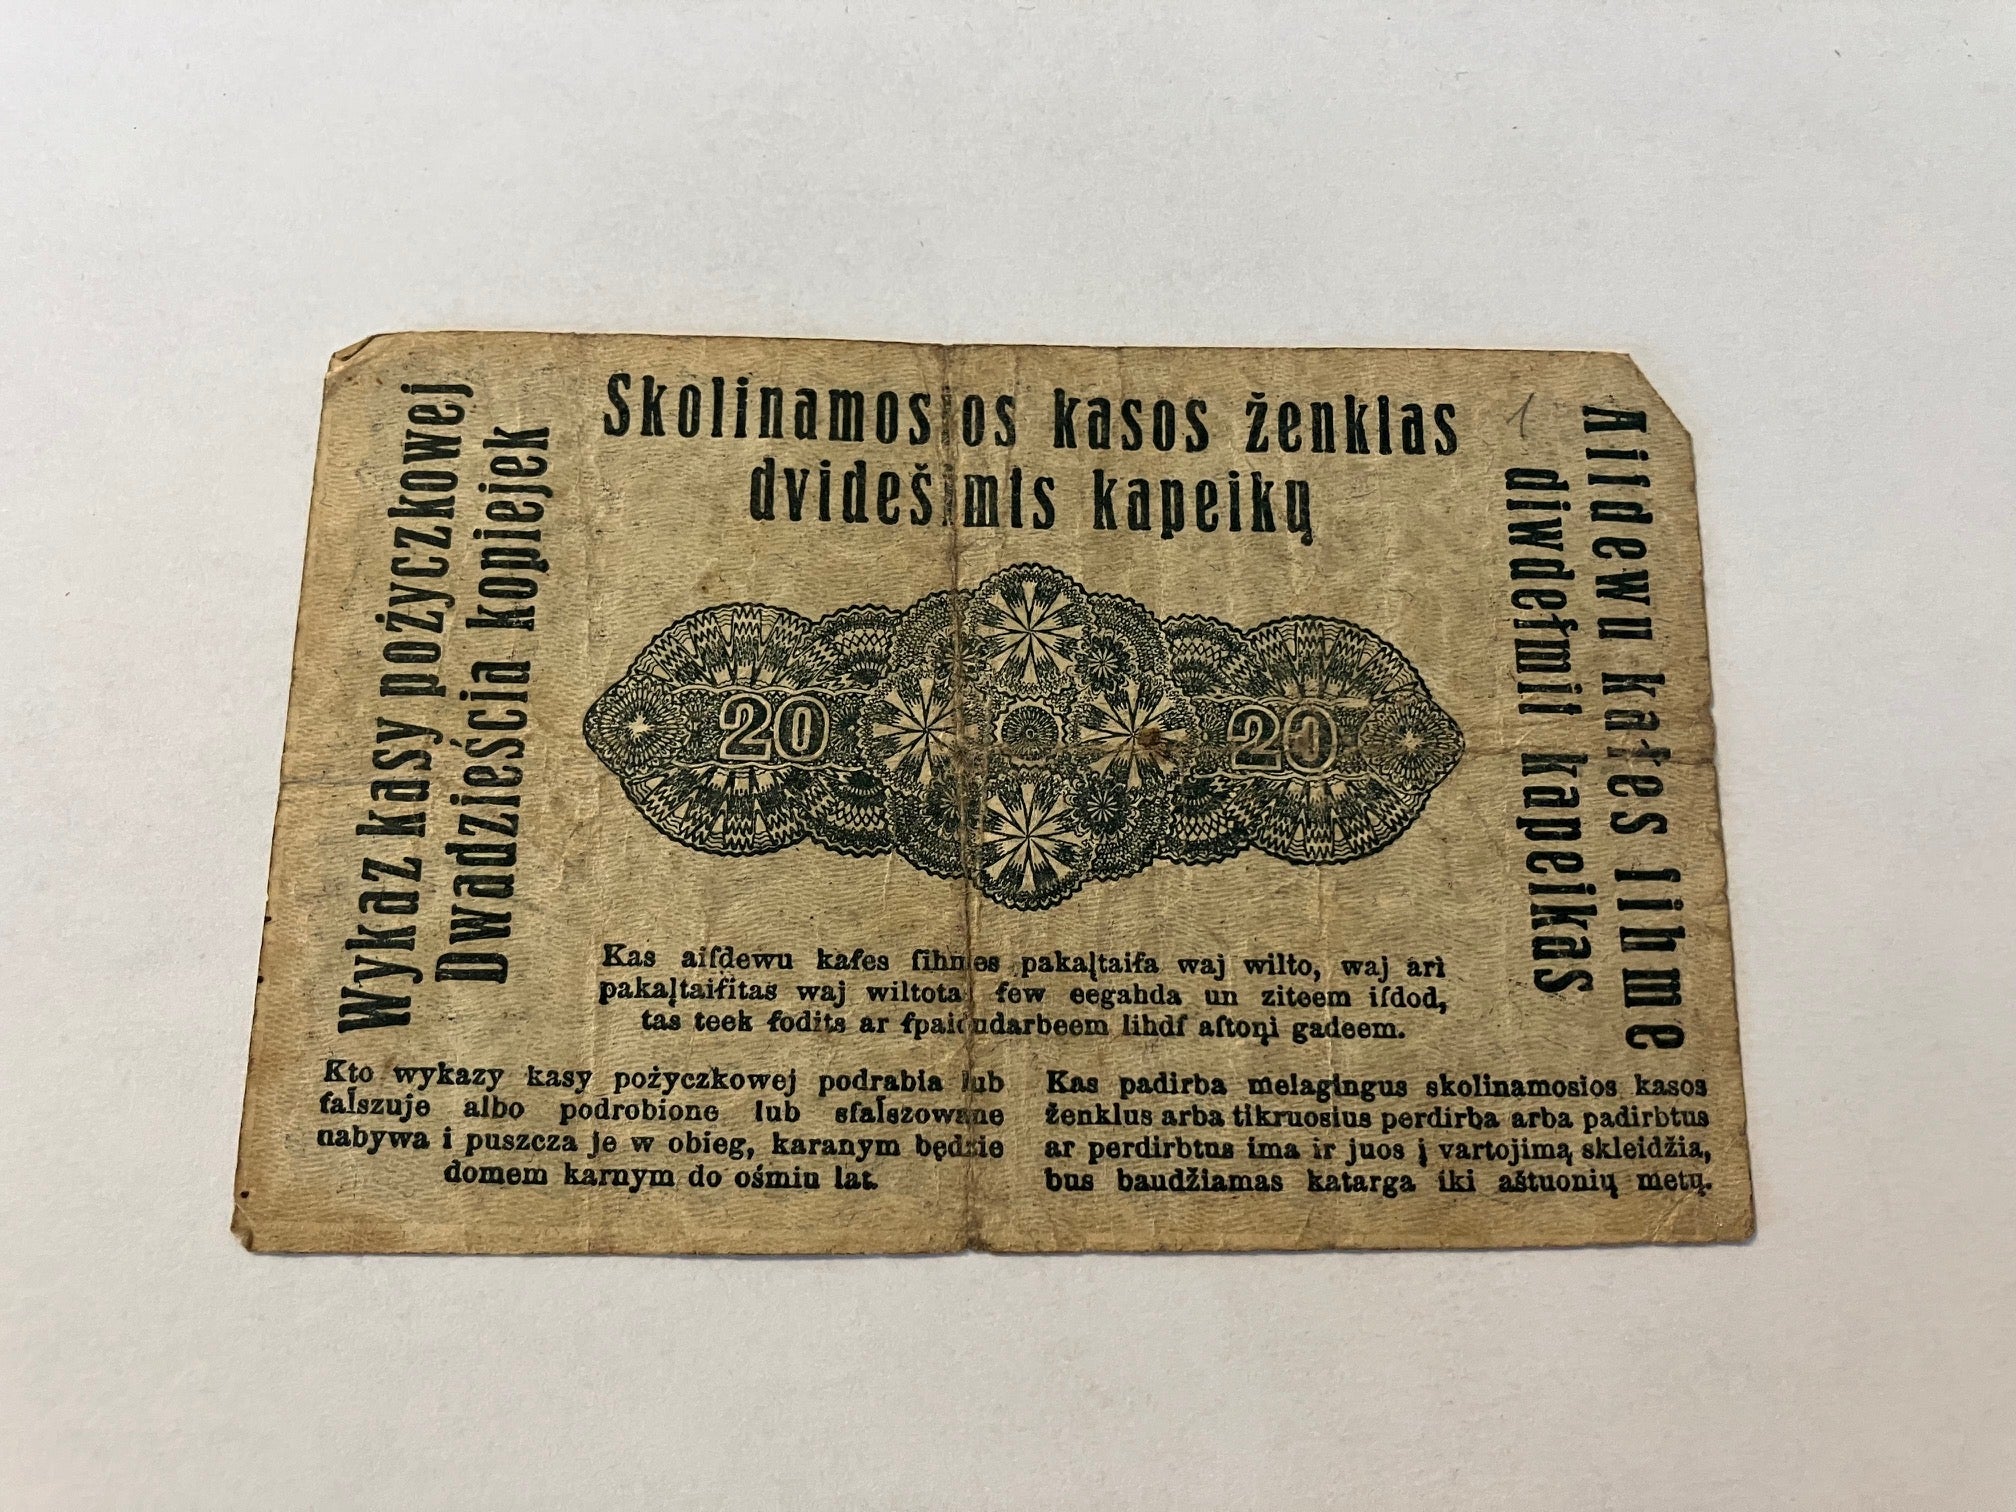 Skolinamosios kasos ženklas
dvidešimts kapeikų
Wykaz kasy pożyczkowej
Dwadzieścia kopiejek
Aiſdewu kaſes ſihme
diwdeſmit kapeikas
20 20
Kas aiſdewu kaſes ſihmes pakaļtaiſa waj wilto, waj ari
pakaļtaiſitas waj wiltotas few eegahda un ziteem iſdod,
tas teek ſodits ar ſpaidudarbeem lihdſ aſtoņi gadeem.
Kto wykazy kasy pożyczkowej podrabia lub
fałszuje albo podrobione lub sfałszowane
nabywa i puszcza je w obieg, karanym będzie
domem karnym do ośmiu lat.
Kas padirba melagingus skolinamosios kasos
ženklus arba tikruosius perdirba arba padirbtus
ar perdirbtus ima ir juos į vartojimą skleidžia,
bus baudžiamas katarga iki aštuonių metų.
1